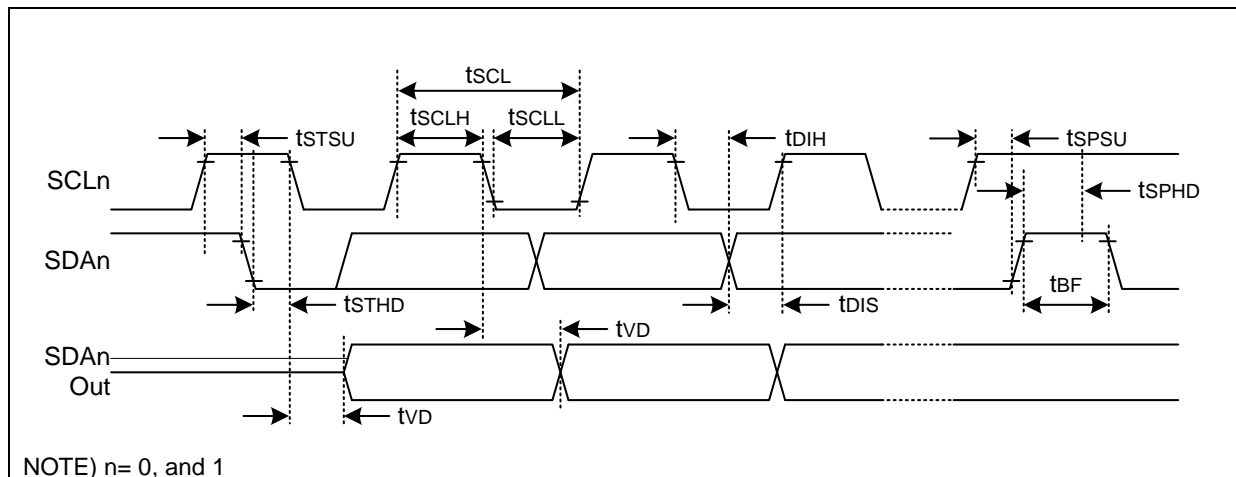 tSCL
tSCLH tSCLL
tSTSU tDIH tSPSU
SCLn
tSPHD
SDAn
tBF
tSTHD tDIS
tVD
SDAn
Out
tVD
NOTE) n= 0, and 1